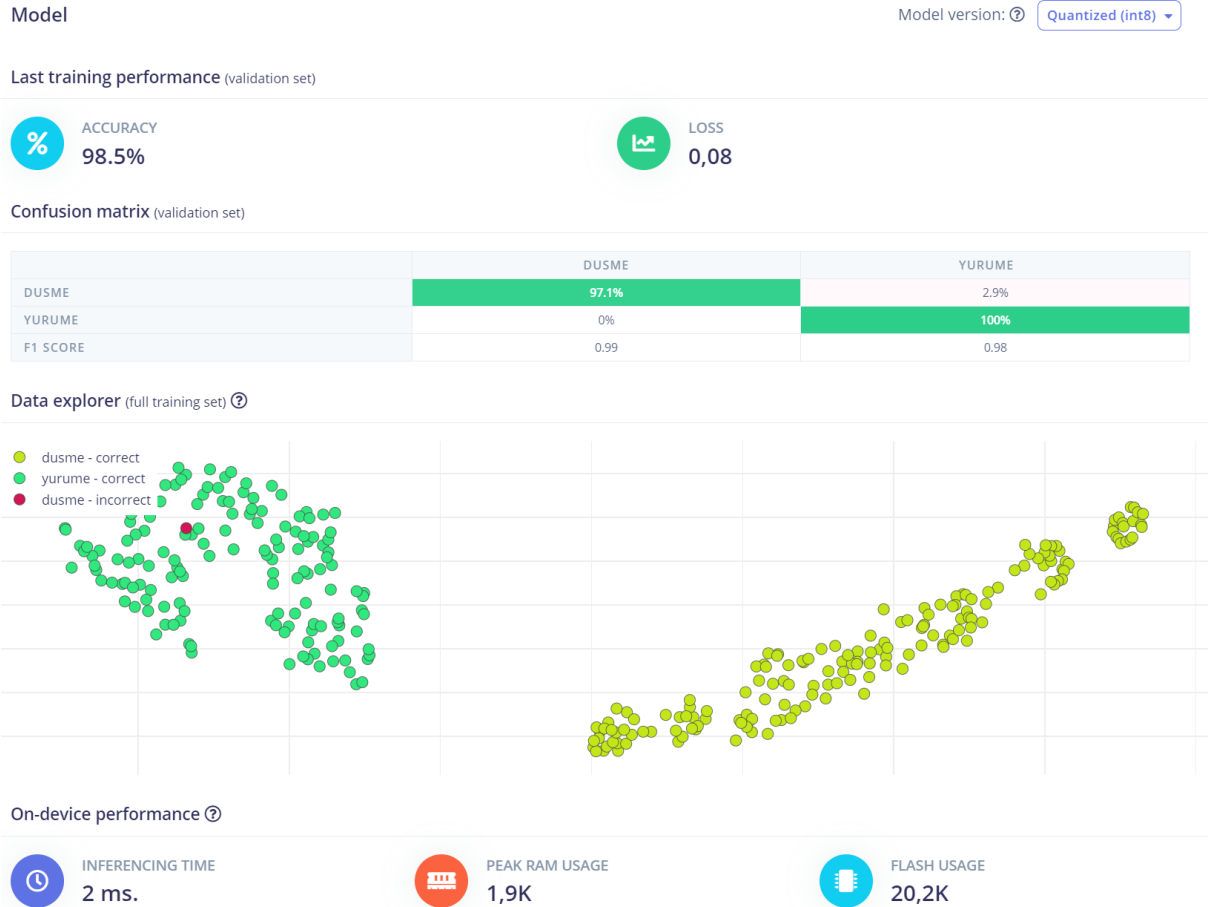 Model
Model version: Quantized (int8)
Last training performance (validation set)
ACCURACY
98.5%
LOSS
0,08
Confusion matrix (validation set)
DUSME YURUME
DUSME 97.1% 2.9%
YURUME 0% 100%
F1 SCORE 0.99 0.98
Data explorer (full training set)
dusme - correct
yurume - correct
dusme - incorrect
On-device performance
INFERENCING TIME
2 ms.
PEAK RAM USAGE
1,9K
FLASH USAGE
20,2K